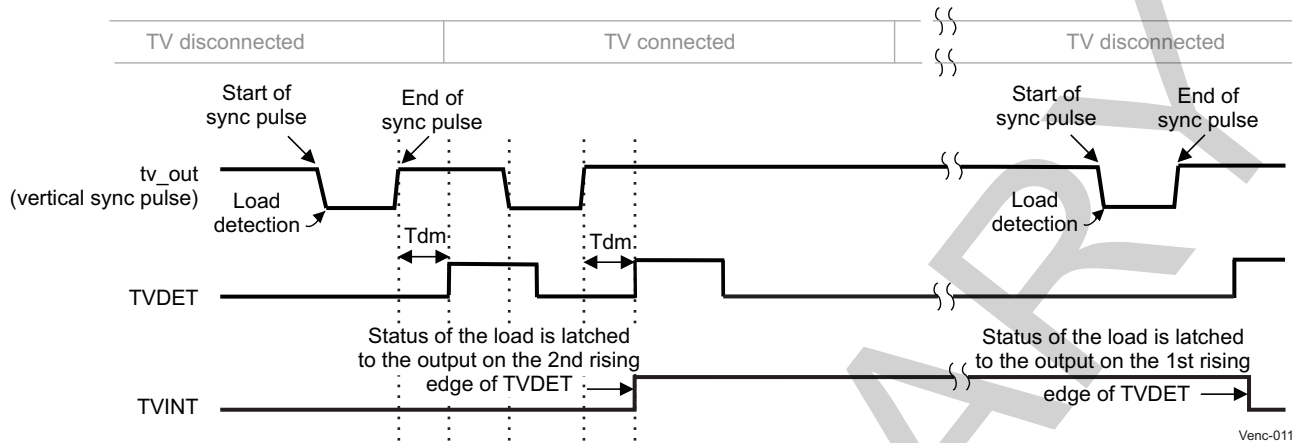 TV disconnected
TV connected
TV disconnected
Start of
sync pulse
End of
sync pulse
Start of
sync pulse
End of
sync pulse
tv_out
(vertical sync pulse)
Load
detection
Load
detection
Tdm
Tdm
TVDET
Status of the load is latched
to the output on the 2nd rising
edge of TVDET
Status of the load is latched
to the output on the 1st rising
edge of TVDET
TVINT
Venc-011
ARY